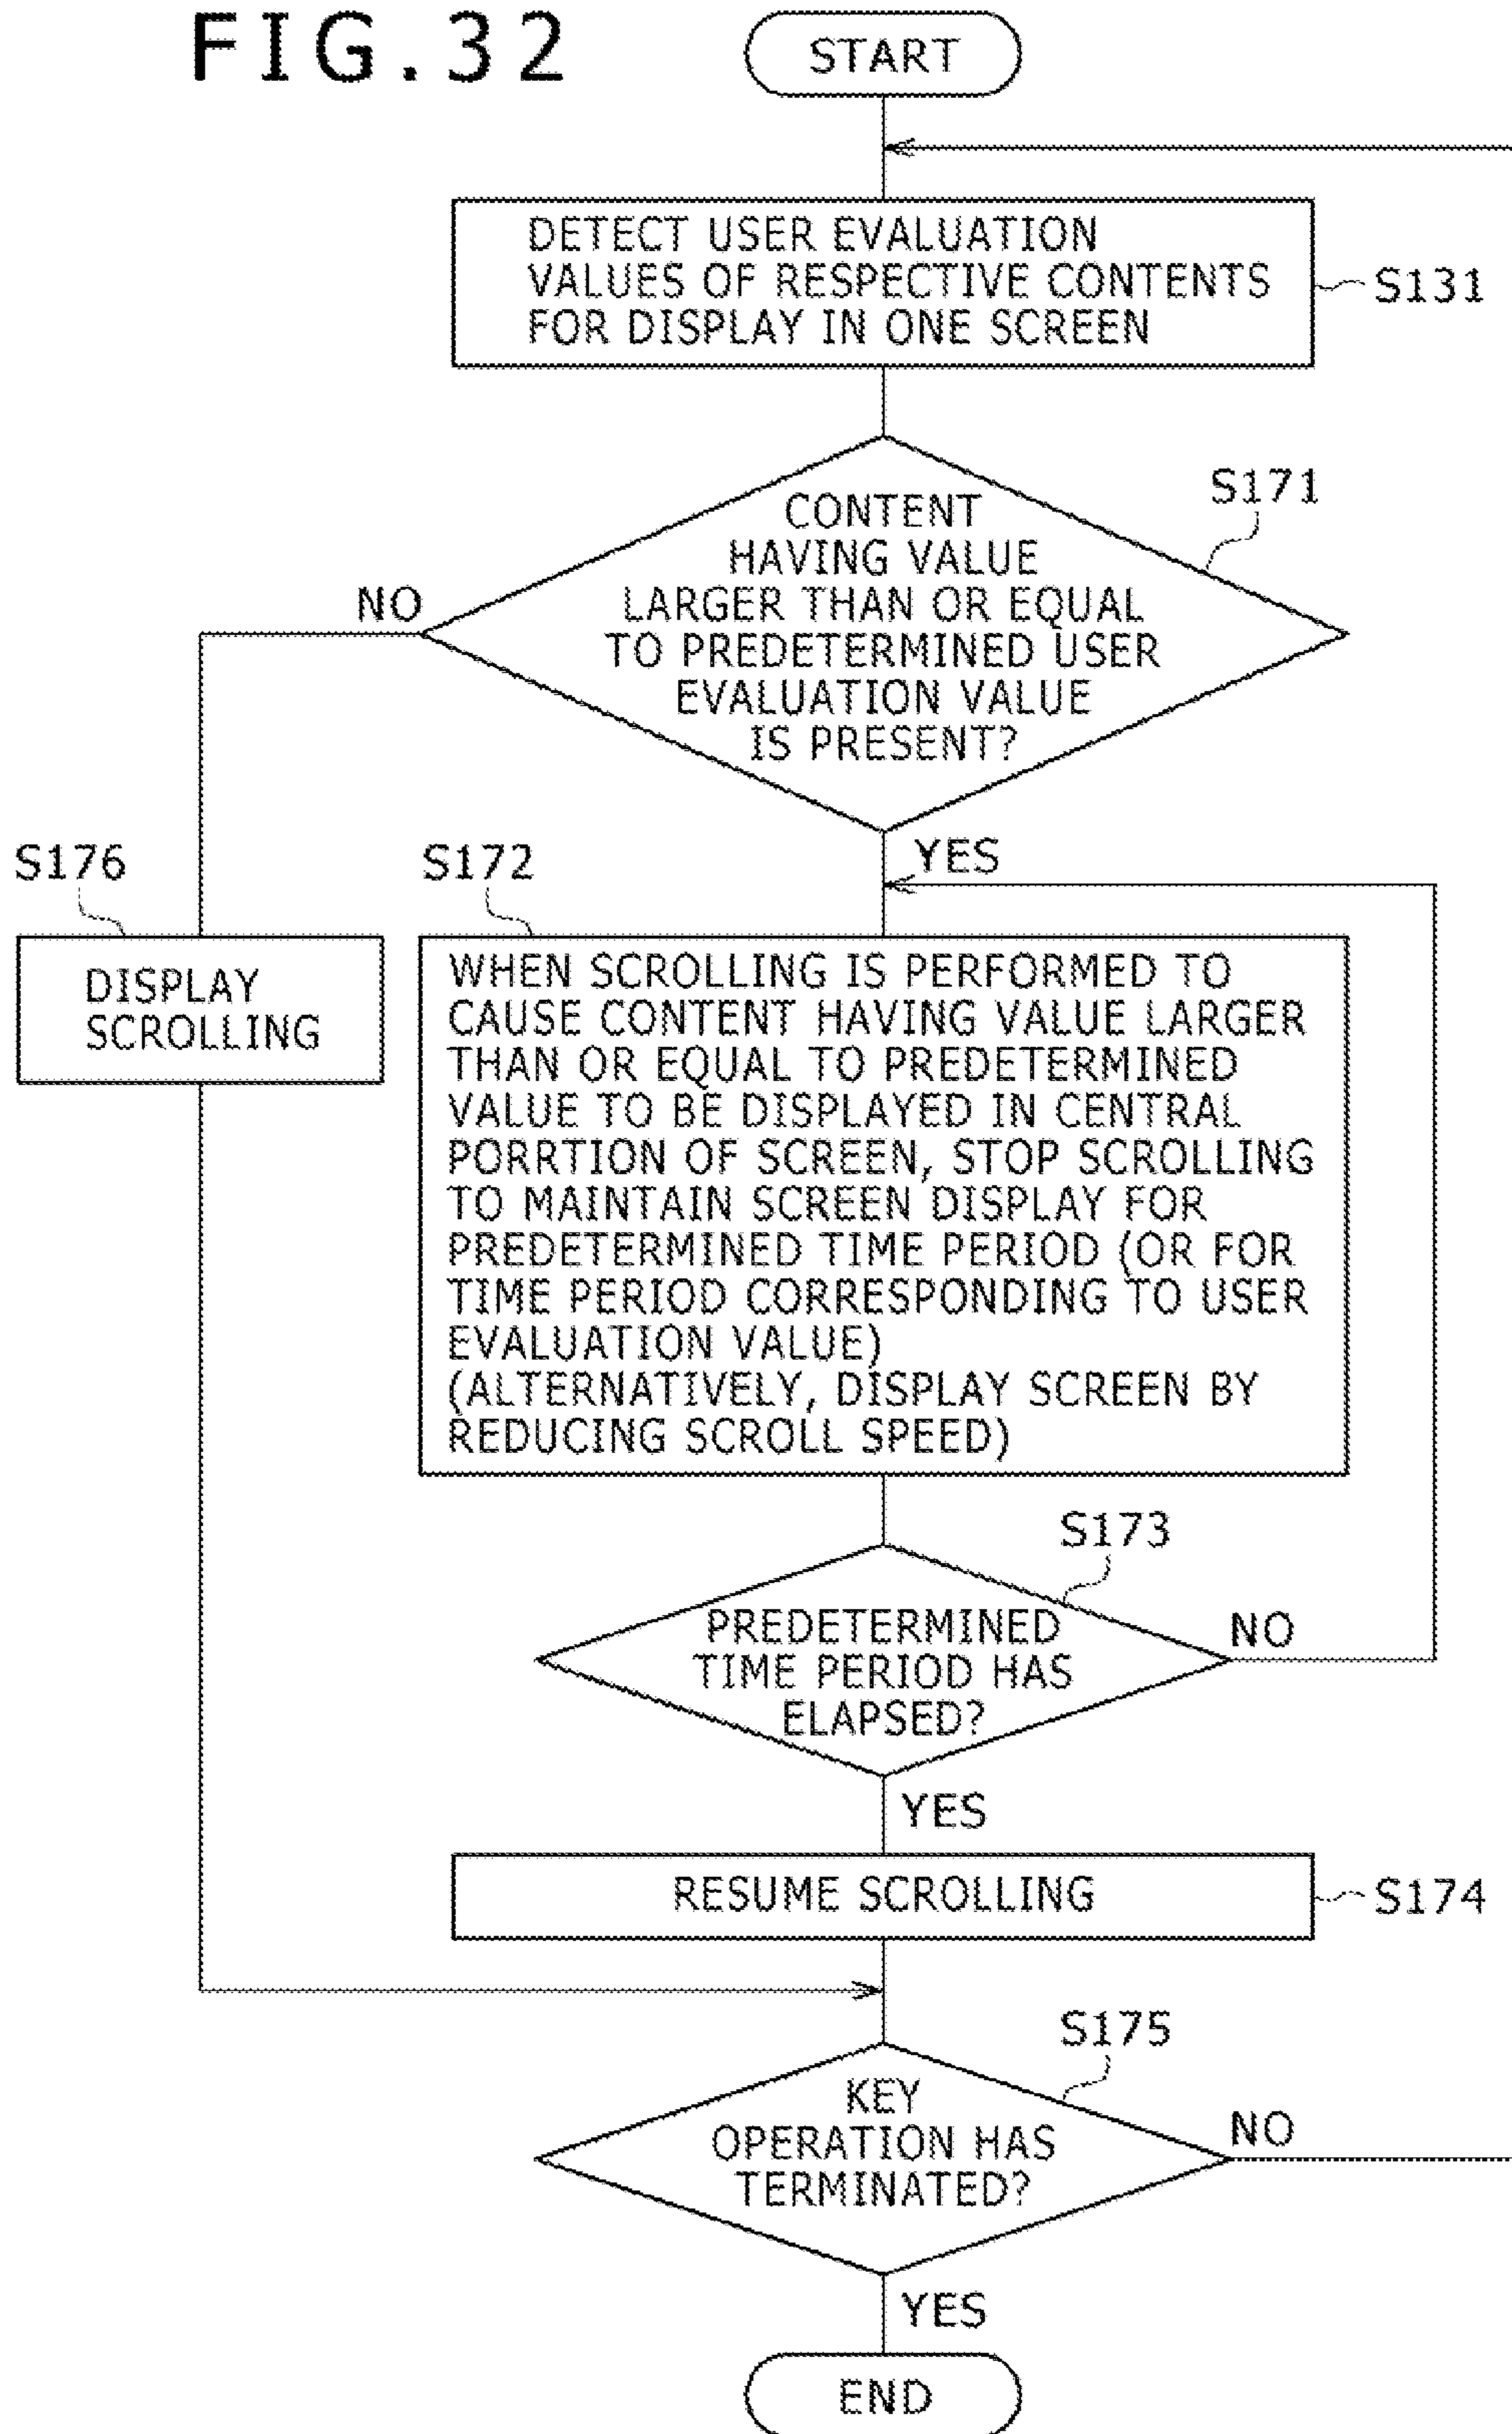 FIG.32
START
DETECT USER EVALUATION
VALUES OF RESPECTIVE CONTENTS
FOR DISPLAY IN ONE SCREEN
S131
S171
CONTENT
HAVING VALUE
LARGER THAN OR EQUAL
TO PREDETERMINED USER
EVALUATION VALUE
IS PRESENT?
NO
YES
S176
DISPLAY
SCROLLING
S172
WHEN SCROLLING IS PERFORMED TO
CAUSE CONTENT HAVING VALUE LARGER
THAN OR EQUAL TO PREDETERMINED
VALUE TO BE DISPLAYED IN CENTRAL
PORRTION OF SCREEN, STOP SCROLLING
TO MAINTAIN SCREEN DISPLAY FOR
PREDETERMINED TIME PERIOD (OR FOR
TIME PERIOD CORRESPONDING TO USER
EVALUATION VALUE)
(ALTERNATIVELY, DISPLAY SCREEN BY
REDUCING SCROLL SPEED)
S173
PREDETERMINED
TIME PERIOD HAS
ELAPSED?
NO
YES
RESUME SCROLLING
S174
S175
KEY
OPERATION HAS
TERMINATED?
NO
YES
END